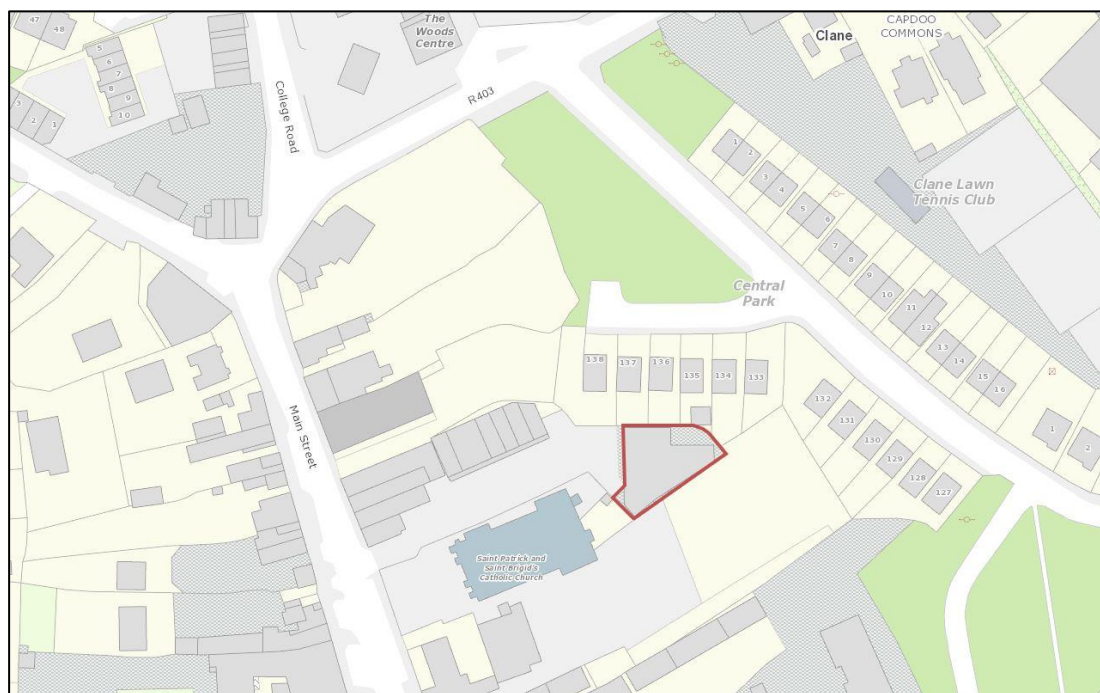 47
48
The
Woods
Centre
Clane
CAPDOO
COMMONS
5
6
7
8
9
10
3
2
1
College Road
R403
Clane Lawn
Tennis Club
1
2
3
4
5
6
7
8
9
10
11
12
13
14
15
16
1
2
Central
Park
138
137
136
135
134
133
132
131
130
129
128
127
Main Street
Saint Patrick and
Saint Brigid's
Catholic Church